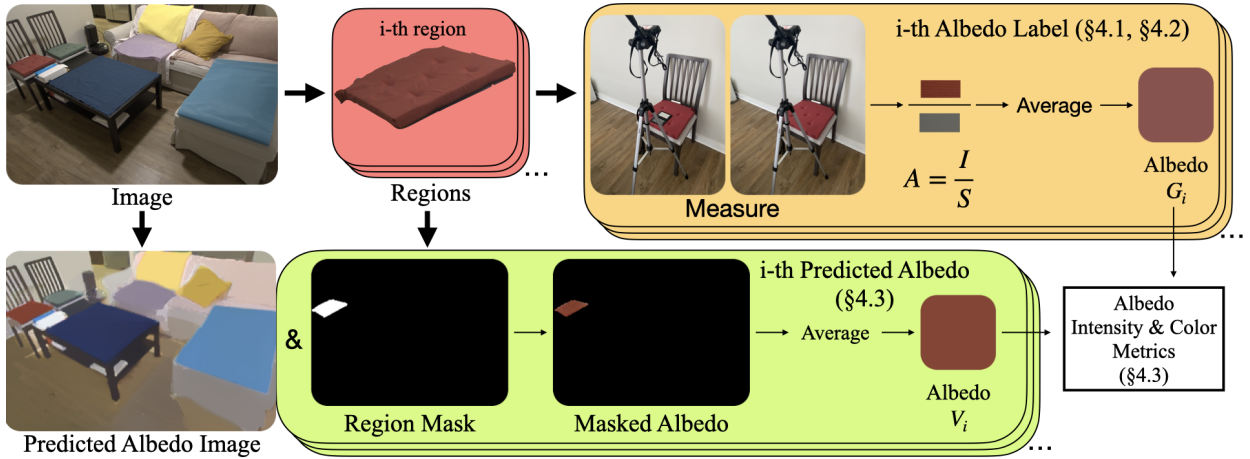 Image
i-th region
Regions
...
i-th Albedo Label (§4.1, §4.2)
Measure
A = I / S
Average
Albedo
G_i
...
Predicted Albedo Image
&
Region Mask
Masked Albedo
i-th Predicted Albedo
(§4.3)
Average
Albedo
V_i
...
Albedo
Intensity & Color
Metrics
(§4.3)